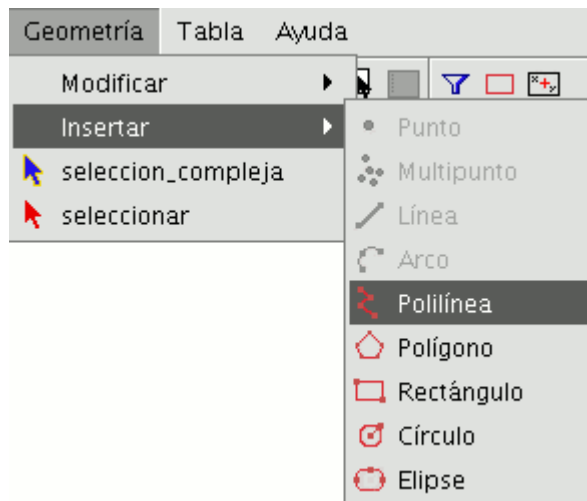 Geometría Tabla Ayuda
Modificar
Insertar
seleccion_compleja
seleccionar
Punto
Multipunto
Línea
Arco
Polilínea
Polígono
Rectángulo
Círculo
Elipse